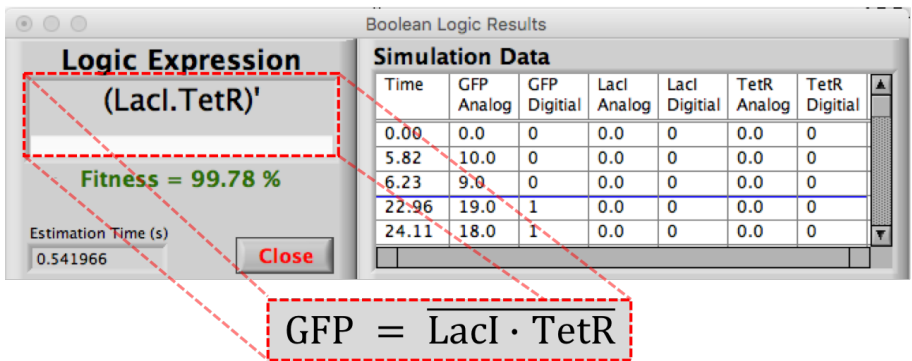 Boolean Logic Results
Logic Expression
(LacI.TetR)'
Fitness = 99.78 %
Estimation Time (s)
0.541966
Close
Simulation Data
Time GFP Analog GFP Digitial LacI Analog LacI Digitial TetR Analog TetR Digitial
0.00 0.0 0 0.0 0 0.0 0
5.82 10.0 0 0.0 0 0.0 0
6.23 9.0 0 0.0 0 0.0 0
22.96 19.0 1 0.0 0 0.0 0
24.11 18.0 1 0.0 0 0.0 0
GFP = \overline{LacI · TetR}